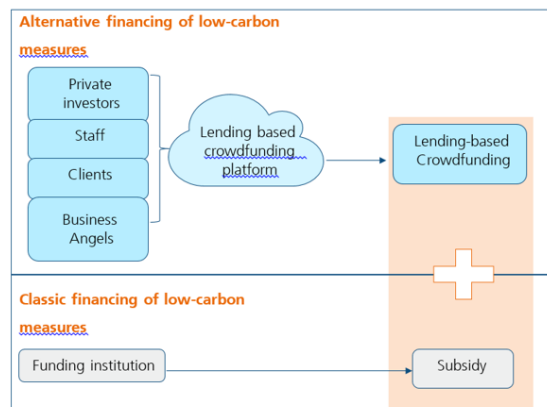 Alternative financing of low-carbon
measures
Private
investors
Staff
Clients
Business
Angels
Lending based
crowdfunding
platform
Lending-based
Crowdfunding
Classic financing of low-carbon
measures
Funding institution
Subsidy